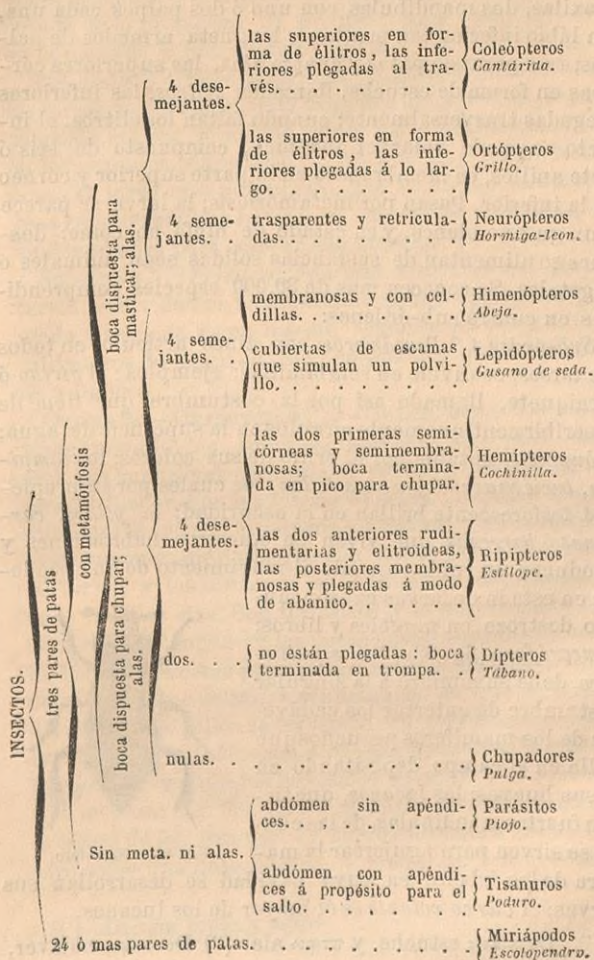 INSECTOS.
tres pares de patas
con metamórfosis
boca dispuesta para
masticar; alas.
4 dese-
mejantes.
las superiores en for-
ma de élitros, las infe-
riores plegadas al tra-
vés. . . . . . . . .
Coleópteros
Cantárida.
las superiores en forma
de élitros, las infe-
riores plegadas á lo lar-
go. . . . . . . . .
Ortópteros
Grillo.
4 seme-
jantes. .
trasparentes y retricula-
das. . . . . . . . .
Neurópteros
Hormiga-leon.
boca dispuesta para chupar;
alas.
4 seme-
jantes. .
membranosas y con cel-
dillas. . . . . . . .
Himenópteros
Abeja.
cubiertas de escamas
que simulan un polvi-
llo. . . . . . . . .
Lepidópteros
Gusano de seda.
4 dese-
mejantes.
las dos primeras semi-
córneas y semimembra-
nosas; boca termina-
da en pico para chupar.
Hemípteros
Cochinilla.
las dos anteriores rudi-
mentarias y elitroideas,
las posteriores membra-
nosas y plegadas á modo
de abanico. . . . . .
Ripipteros
Estilope.
dos. . .
no están plegadas: boca
terminada en trompa. .
Dípteros
Tábano.
nulas. . . . . . . . . . . .
Chupadores
Pulga.
Sin meta. ni alas.
abdómen sin apéndi-
ces. . . . . . . . .
Parásitos
Piojo.
abdómen con apéndi-
ces á propósito para el
salto. . . . . . . .
Tisanuros
Poduro.
24 ó mas pares de patas. . . . . . . . . .
Miriápodos
Escolopendra.